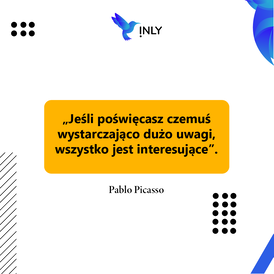 INLY
„Jeśli poświęcasz czemuś
wystarczająco dużo uwagi,
wszystko jest interesujące”.
Pablo Picasso